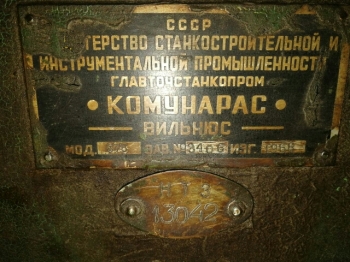 СССР
ТЕРСТВО СТАНКОСТРОИТЕЛЬНОЙ И
ИНСТРУМЕНТАЛЬНОЙ ПРОМЫШЛЕННОСТИ
ГЛАВТОЧСТАНКОПРОМ
• КОМУНАРАС •
ВИЛЬНЮС
МОД. ЗАВ.№ ИЗГ.
13042